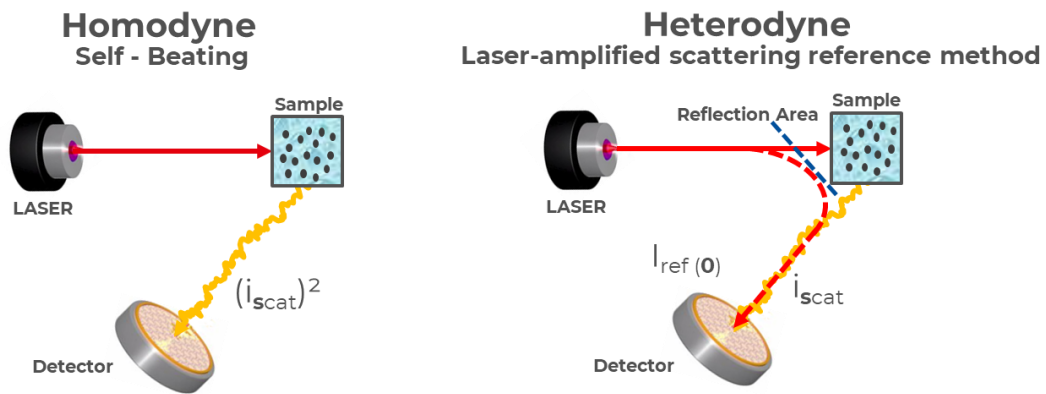 Homodyne
Self - Beating
Sample
LASER
(iscat)²
Detector
Heterodyne
Laser-amplified scattering reference method
Reflection Area
Sample
LASER
Iref (0)
iscat
Detector